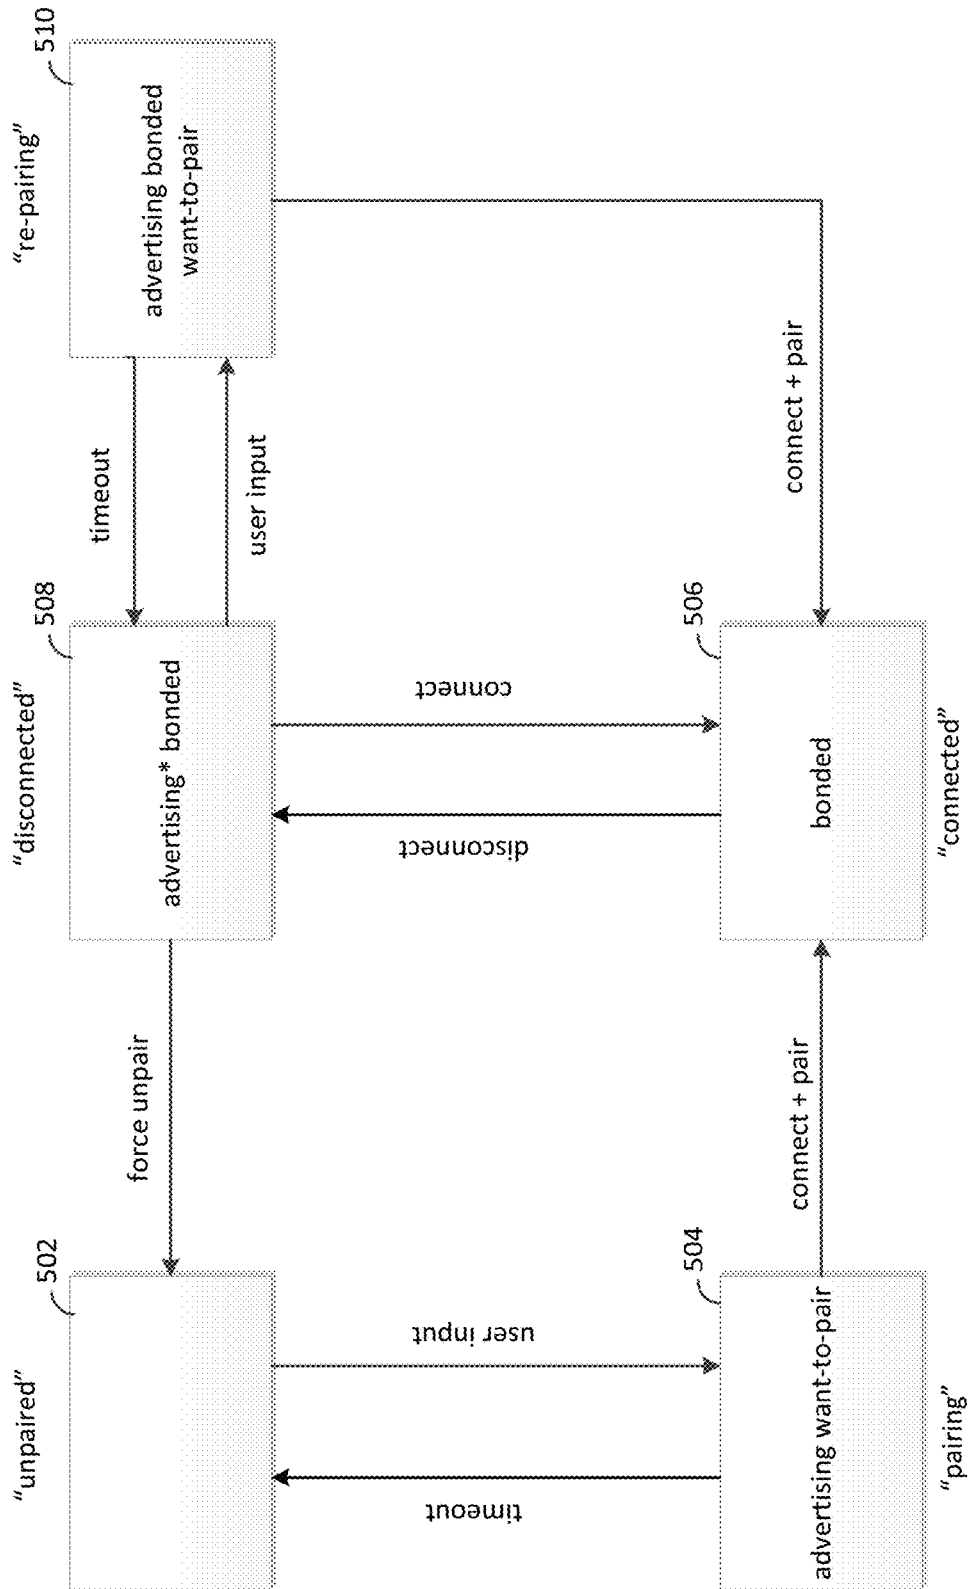 “unpaired”
502
“disconnected”
508
“re-pairing”
510
force unpair
advertising* bonded
timeout
user input
advertising bonded
want-to-pair
timeout
user input
disconnect
connect
504
connect + pair
506
connect + pair
advertising want-to-pair
bonded
“pairing”
“connected”